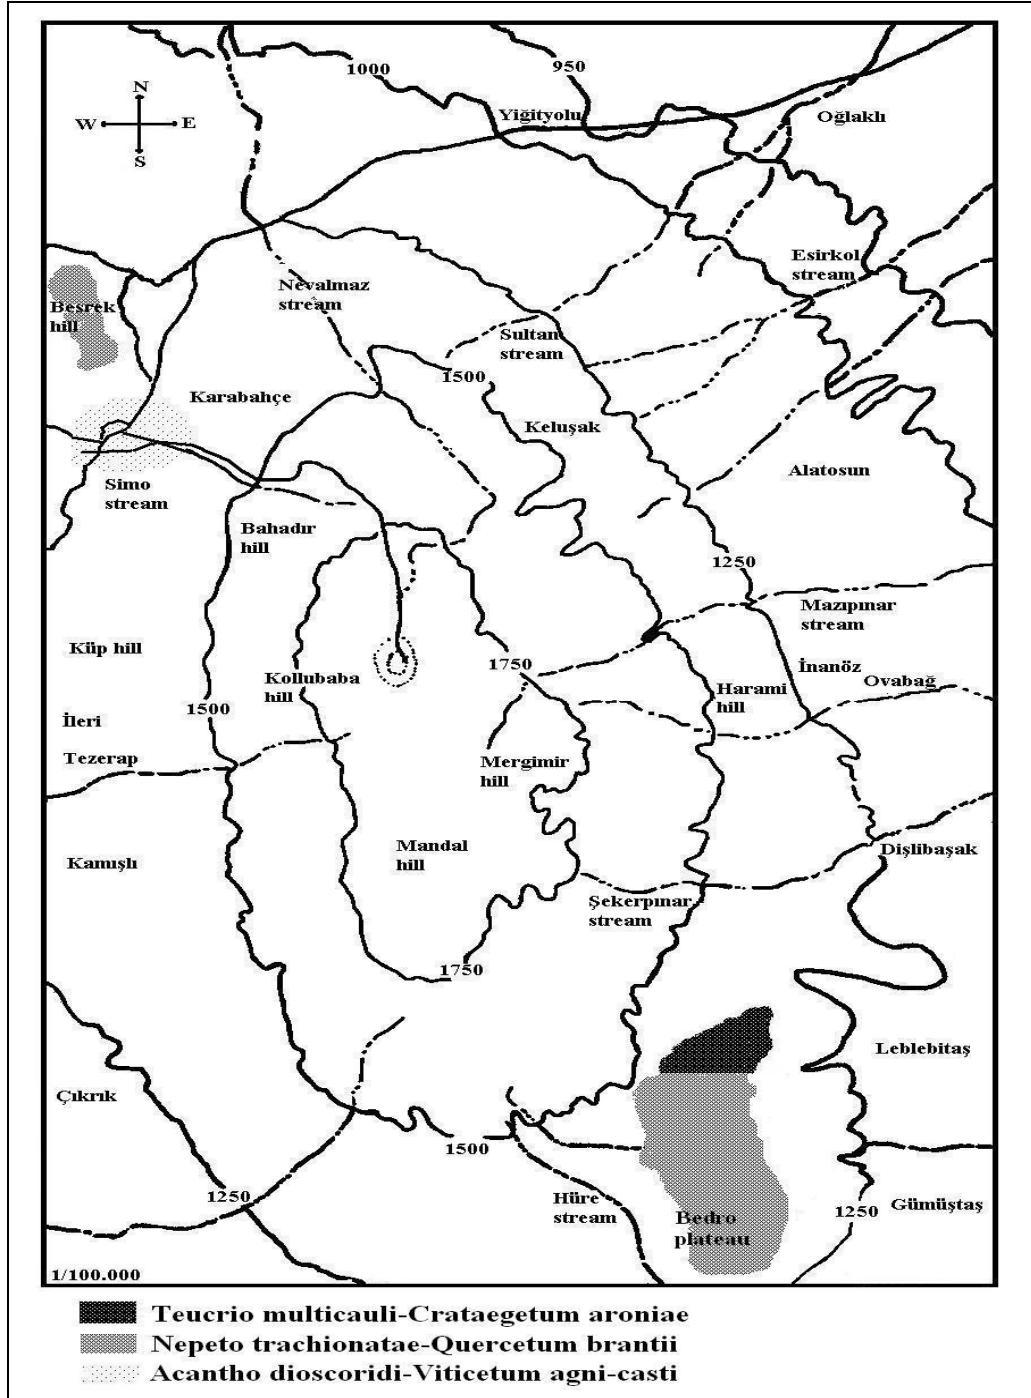 1000
950
N
W E
S
Yiğityolu
Oğlaklı
Esirkol
stream
Nevalmaz
stream
Beşrek
hill
Sultan
stream
1500
Karabahçe
Keluşak
Alatosun
Simo
stream
Bahadır
hill
1250
Mazıpınar
stream
Küp hill
Kollubaba
hill
1750
İnanöz
Harami
hill
Ovabağ
1500
İleri
Tezerap
Mergimir
hill
Kamışlı
Mandal
hill
Dişlibaşak
Şekerpınar
stream
1750
Leblebitaş
Çıkrık
1500
1250
Hüre
stream
Bedro
plateau
1250
Gümüştaş
1/100.000
Teucrio multicauli-Crataegetum aroniae
Nepeto trachionatae-Quercetum brantii
Acantho dioscoridi-Viticetum agni-casti